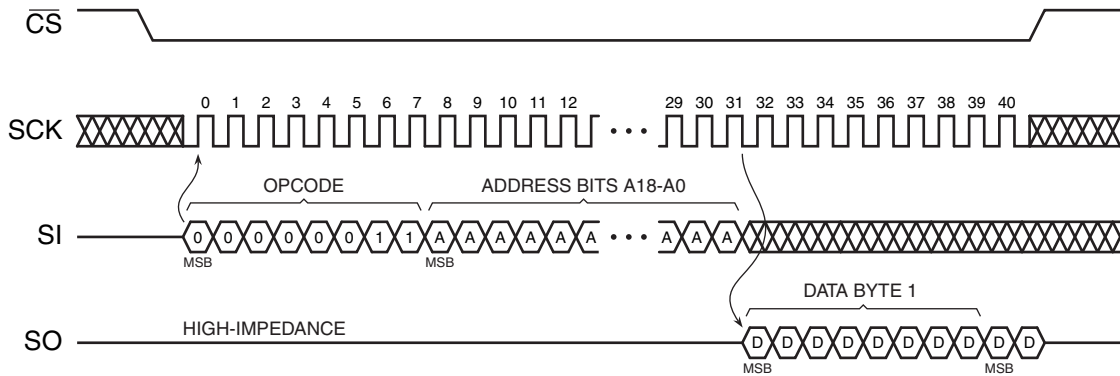 CS
0 1 2 3 4 5 6 7 8 9 10 11 12 29 30 31 32 33 34 35 36 37 38 39 40
SCK
OPCODE ADDRESS BITS A18-A0
SI 0 0 0 0 0 0 1 1 A A A A A A • • • A A A
MSB MSB
DATA BYTE 1
HIGH-IMPEDANCE
SO D D D D D D D D D D
MSB MSB